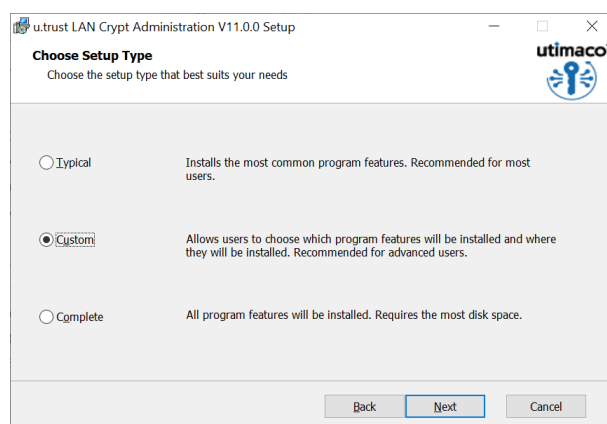 u.trust LAN Crypt Administration V11.0.0 Setup
Choose Setup Type
Choose the setup type that best suits your needs
utimaco
Typical
Installs the most common program features. Recommended for most
users.
Custom
Allows users to choose which program features will be installed and where
they will be installed. Recommended for advanced users.
Complete
All program features will be installed. Requires the most disk space.
Back
Next
Cancel